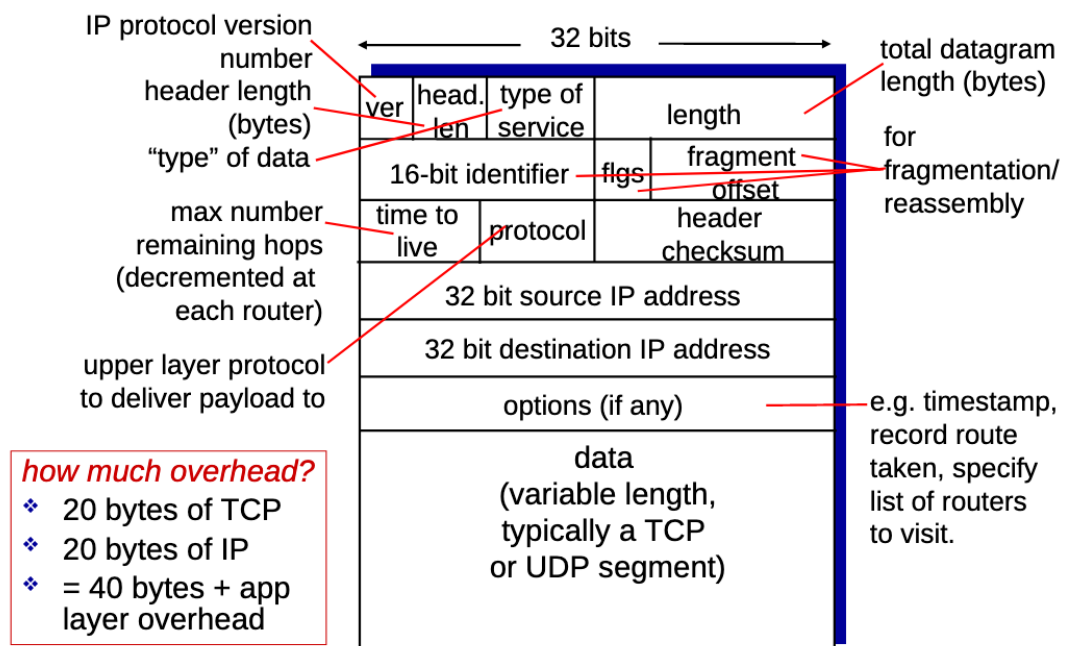 IP protocol version
number
header length
(bytes)
“type” of data
max number
remaining hops
(decremented at
each router)
upper layer protocol
to deliver payload to
how much overhead?
❖ 20 bytes of TCP
❖ 20 bytes of IP
❖ = 40 bytes + app
layer overhead
32 bits
ver
head.
len
type of
service
length
16-bit identifier
flgs
fragment
offset
time to
live
protocol
header
checksum
32 bit source IP address
32 bit destination IP address
options (if any)
data
(variable length,
typically a TCP
or UDP segment)
total datagram
length (bytes)
for
fragmentation/
reassembly
e.g. timestamp,
record route
taken, specify
list of routers
to visit.